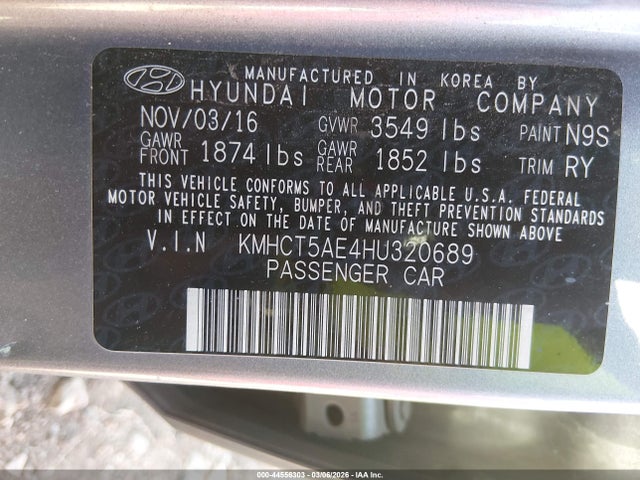 MANUFACTURED IN KOREA BY
HYUNDAI MOTOR COMPANY
NOV/03/16 GVWR 3549 lbs PAINT N9S
GAWR FRONT 1874 lbs GAWR REAR 1852 lbs TRIM RY
THIS VEHICLE CONFORMS TO ALL APPLICABLE U.S.A. FEDERAL
MOTOR VEHICLE SAFETY, BUMPER, AND THEFT PREVENTION STANDARDS
IN EFFECT ON THE DATE OF MANUFACTURE SHOWN ABOVE
V.I.N KMHCT5AE4HU320689
PASSENGER CAR
000-44556303 | 03/06/2026 | IAA Inc.